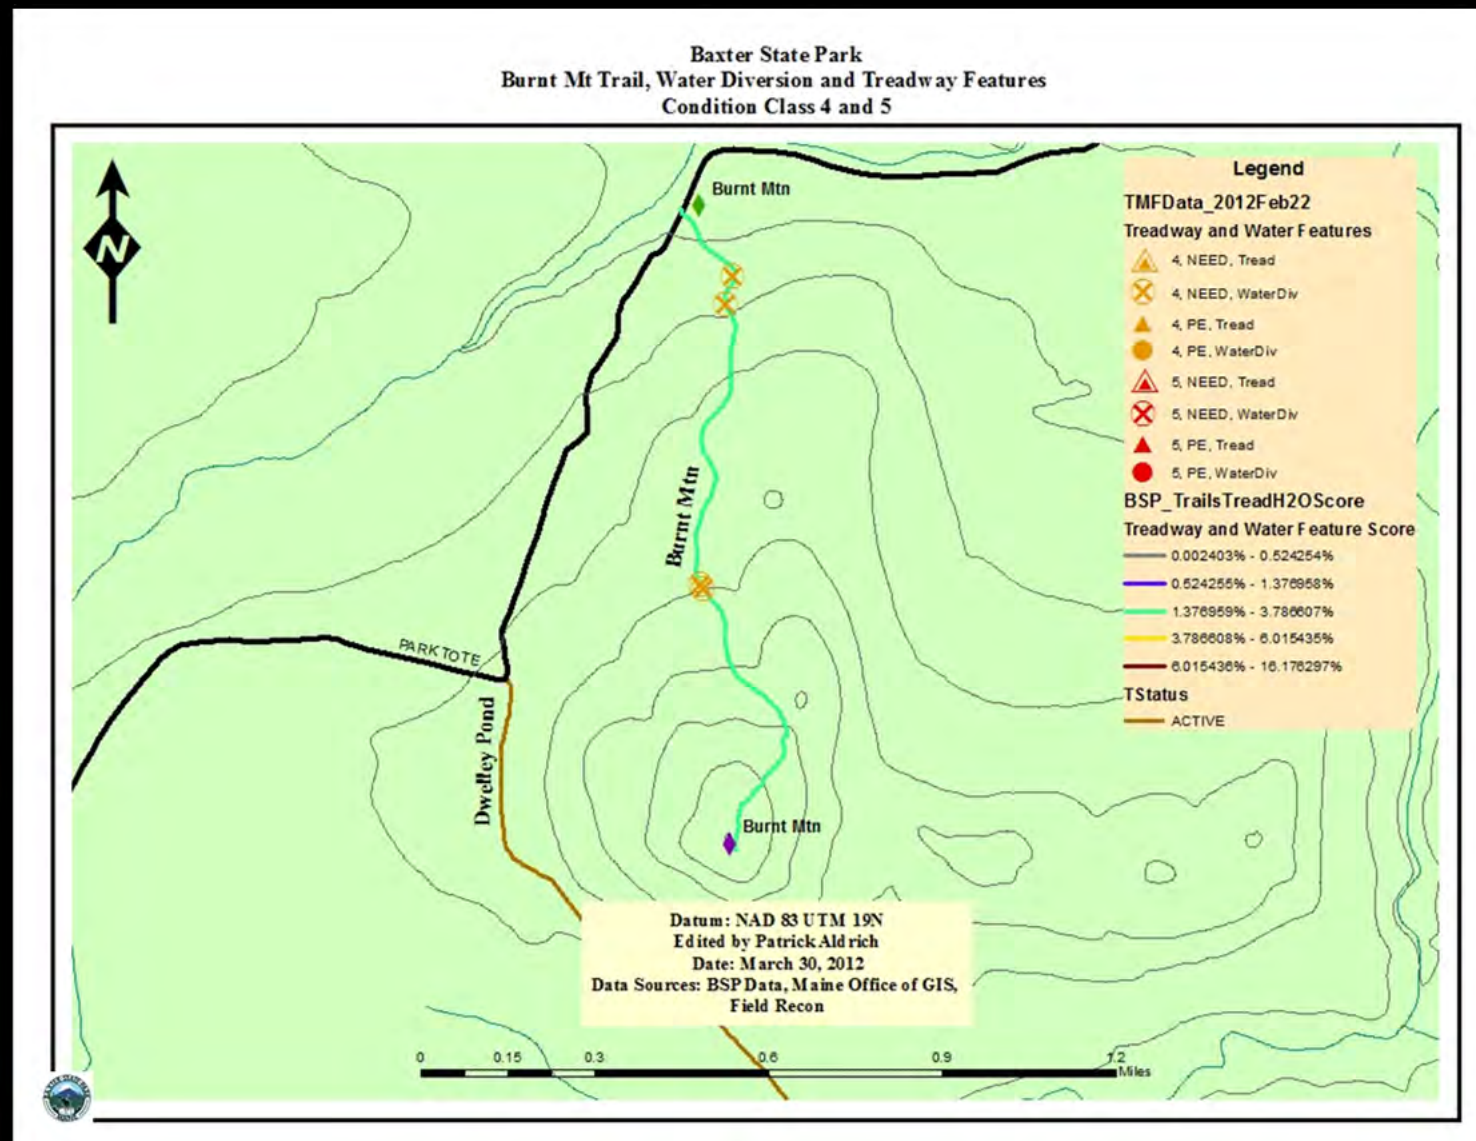 Baxter State Park
Burnt Mt Trail, Water Diversion and Treadway Features
Condition Class 4 and 5
N
Burnt Mtn
Burnt Mtn
PARK TOTE
Dwelley Pond
Burnt Mtn
Legend
TMFData_2012Feb22
Treadway and Water Features
4, NEED, Tread
4, NEED, WaterDiv
4, PE, Tread
4, PE, WaterDiv
5, NEED, Tread
5, NEED, WaterDiv
5, PE, Tread
5, PE, WaterDiv
BSP_TrailsTreadH2OScore
Treadway and Water Feature Score
0.002403% - 0.524254%
0.524255% - 1.376958%
1.376959% - 3.786607%
3.786608% - 6.015435%
6.015436% - 16.176297%
TStatus
ACTIVE
Datum: NAD 83 UTM 19N
Edited by Patrick Aldrich
Date: March 30, 2012
Data Sources: BSP Data, Maine Office of GIS,
Field Recon
0 0.15 0.3 0.6 0.9 1.2
Miles